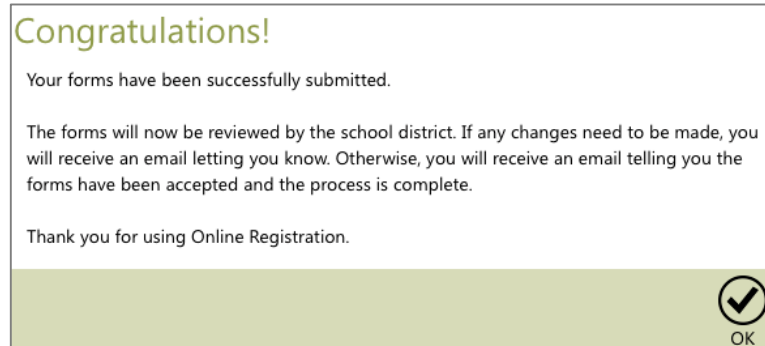 Congratulations!
Your forms have been successfully submitted.
The forms will now be reviewed by the school district. If any changes need to be made, you
will receive an email letting you know. Otherwise, you will receive an email telling you the
forms have been accepted and the process is complete.
Thank you for using Online Registration.
OK